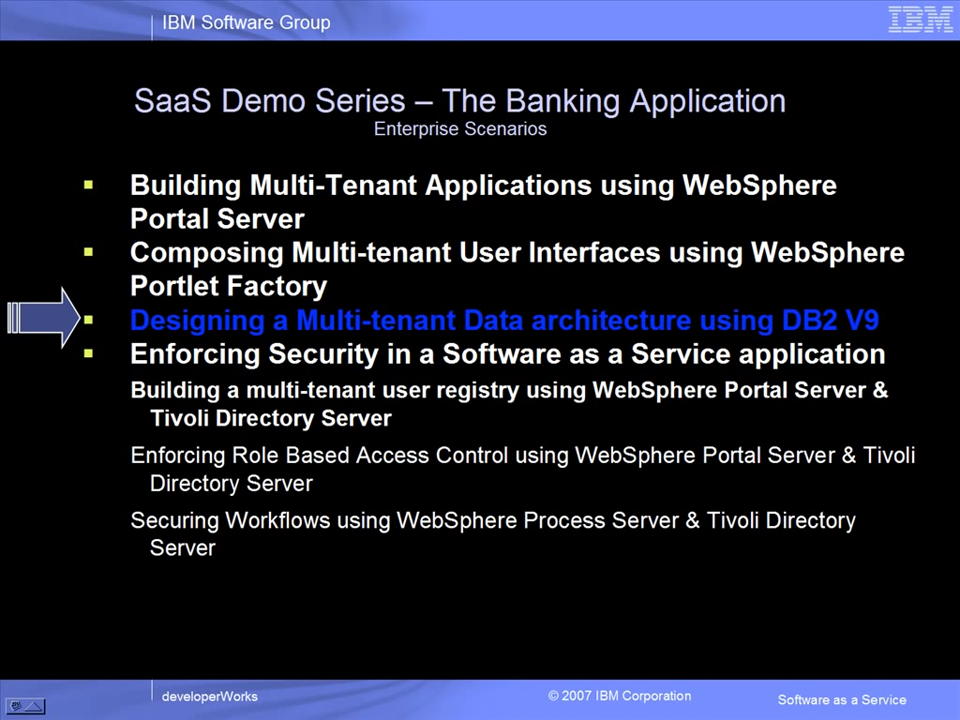 IBM Software Group
IBM
SaaS Demo Series – The Banking Application
Enterprise Scenarios
Building Multi-Tenant Applications using WebSphere
Portal Server
Composing Multi-tenant User Interfaces using WebSphere
Portlet Factory
Designing a Multi-tenant Data architecture using DB2 V9
Enforcing Security in a Software as a Service application
Building a multi-tenant user registry using WebSphere Portal Server &
Tivoli Directory Server
Enforcing Role Based Access Control using WebSphere Portal Server & Tivoli
Directory Server
Securing Workflows using WebSphere Process Server & Tivoli Directory
Server
developerWorks
© 2007 IBM Corporation
Software as a Service